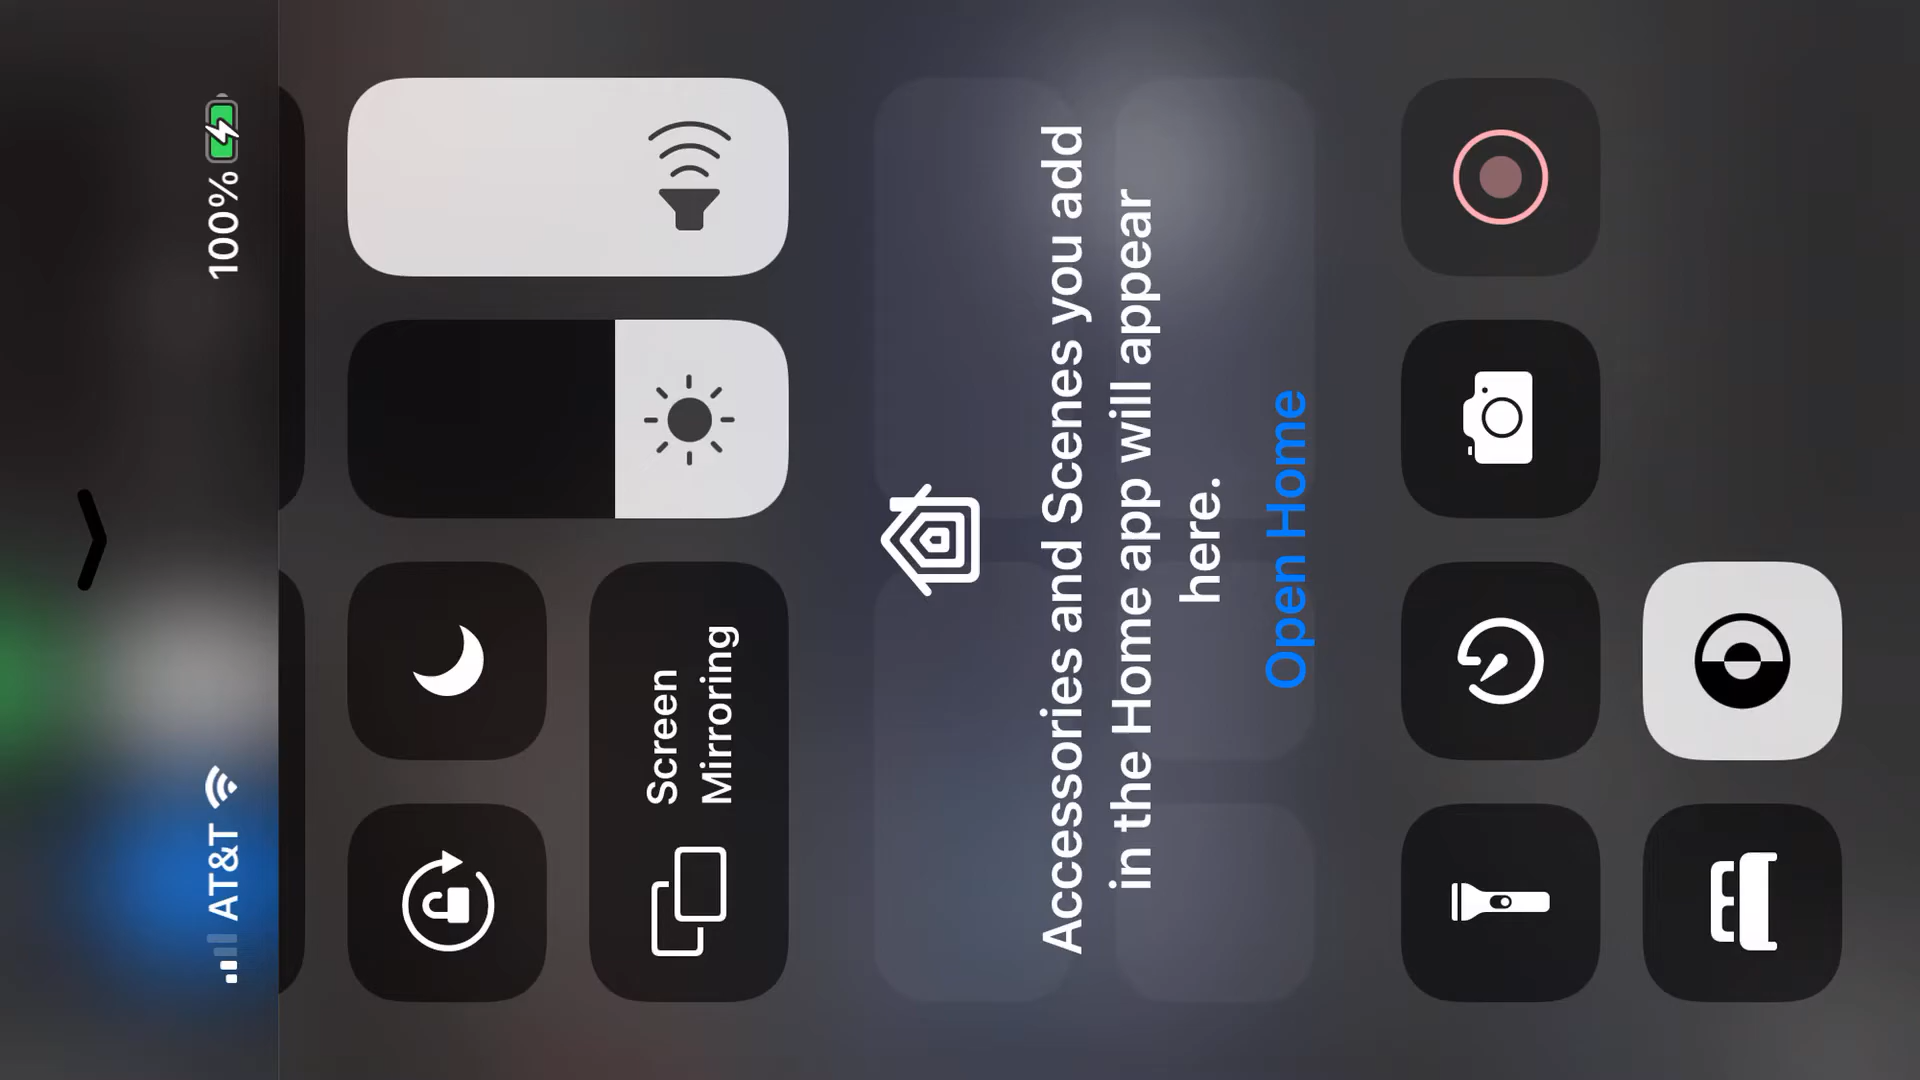 AT&T 100%
Screen
Mirroring
Accessories and Scenes you add
in the Home app will appear
here.
Open Home